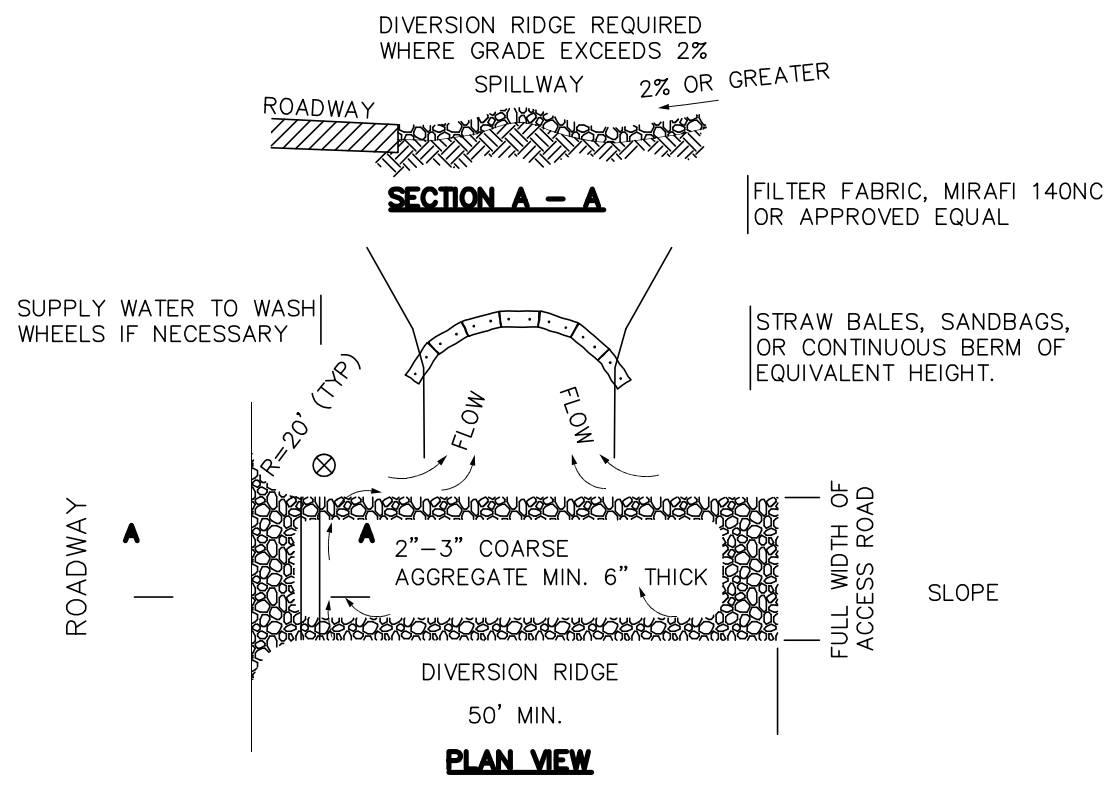 DIVERSION RIDGE REQUIRED
WHERE GRADE EXCEEDS 2%
SPILLWAY
2% OR GREATER
ROADWAY
SECTION A – A
FILTER FABRIC, MIRAFI 140NC
OR APPROVED EQUAL
SUPPLY WATER TO WASH
WHEELS IF NECESSARY
STRAW BALES, SANDBAGS,
OR CONTINUOUS BERM OF
EQUIVALENT HEIGHT.
R=20' (TYP)
FLOW
FLOW
ROADWAY
A
A
2"–3" COARSE
AGGREGATE MIN. 6" THICK
FULL WIDTH OF
ACCESS ROAD
SLOPE
DIVERSION RIDGE
50' MIN.
PLAN VIEW